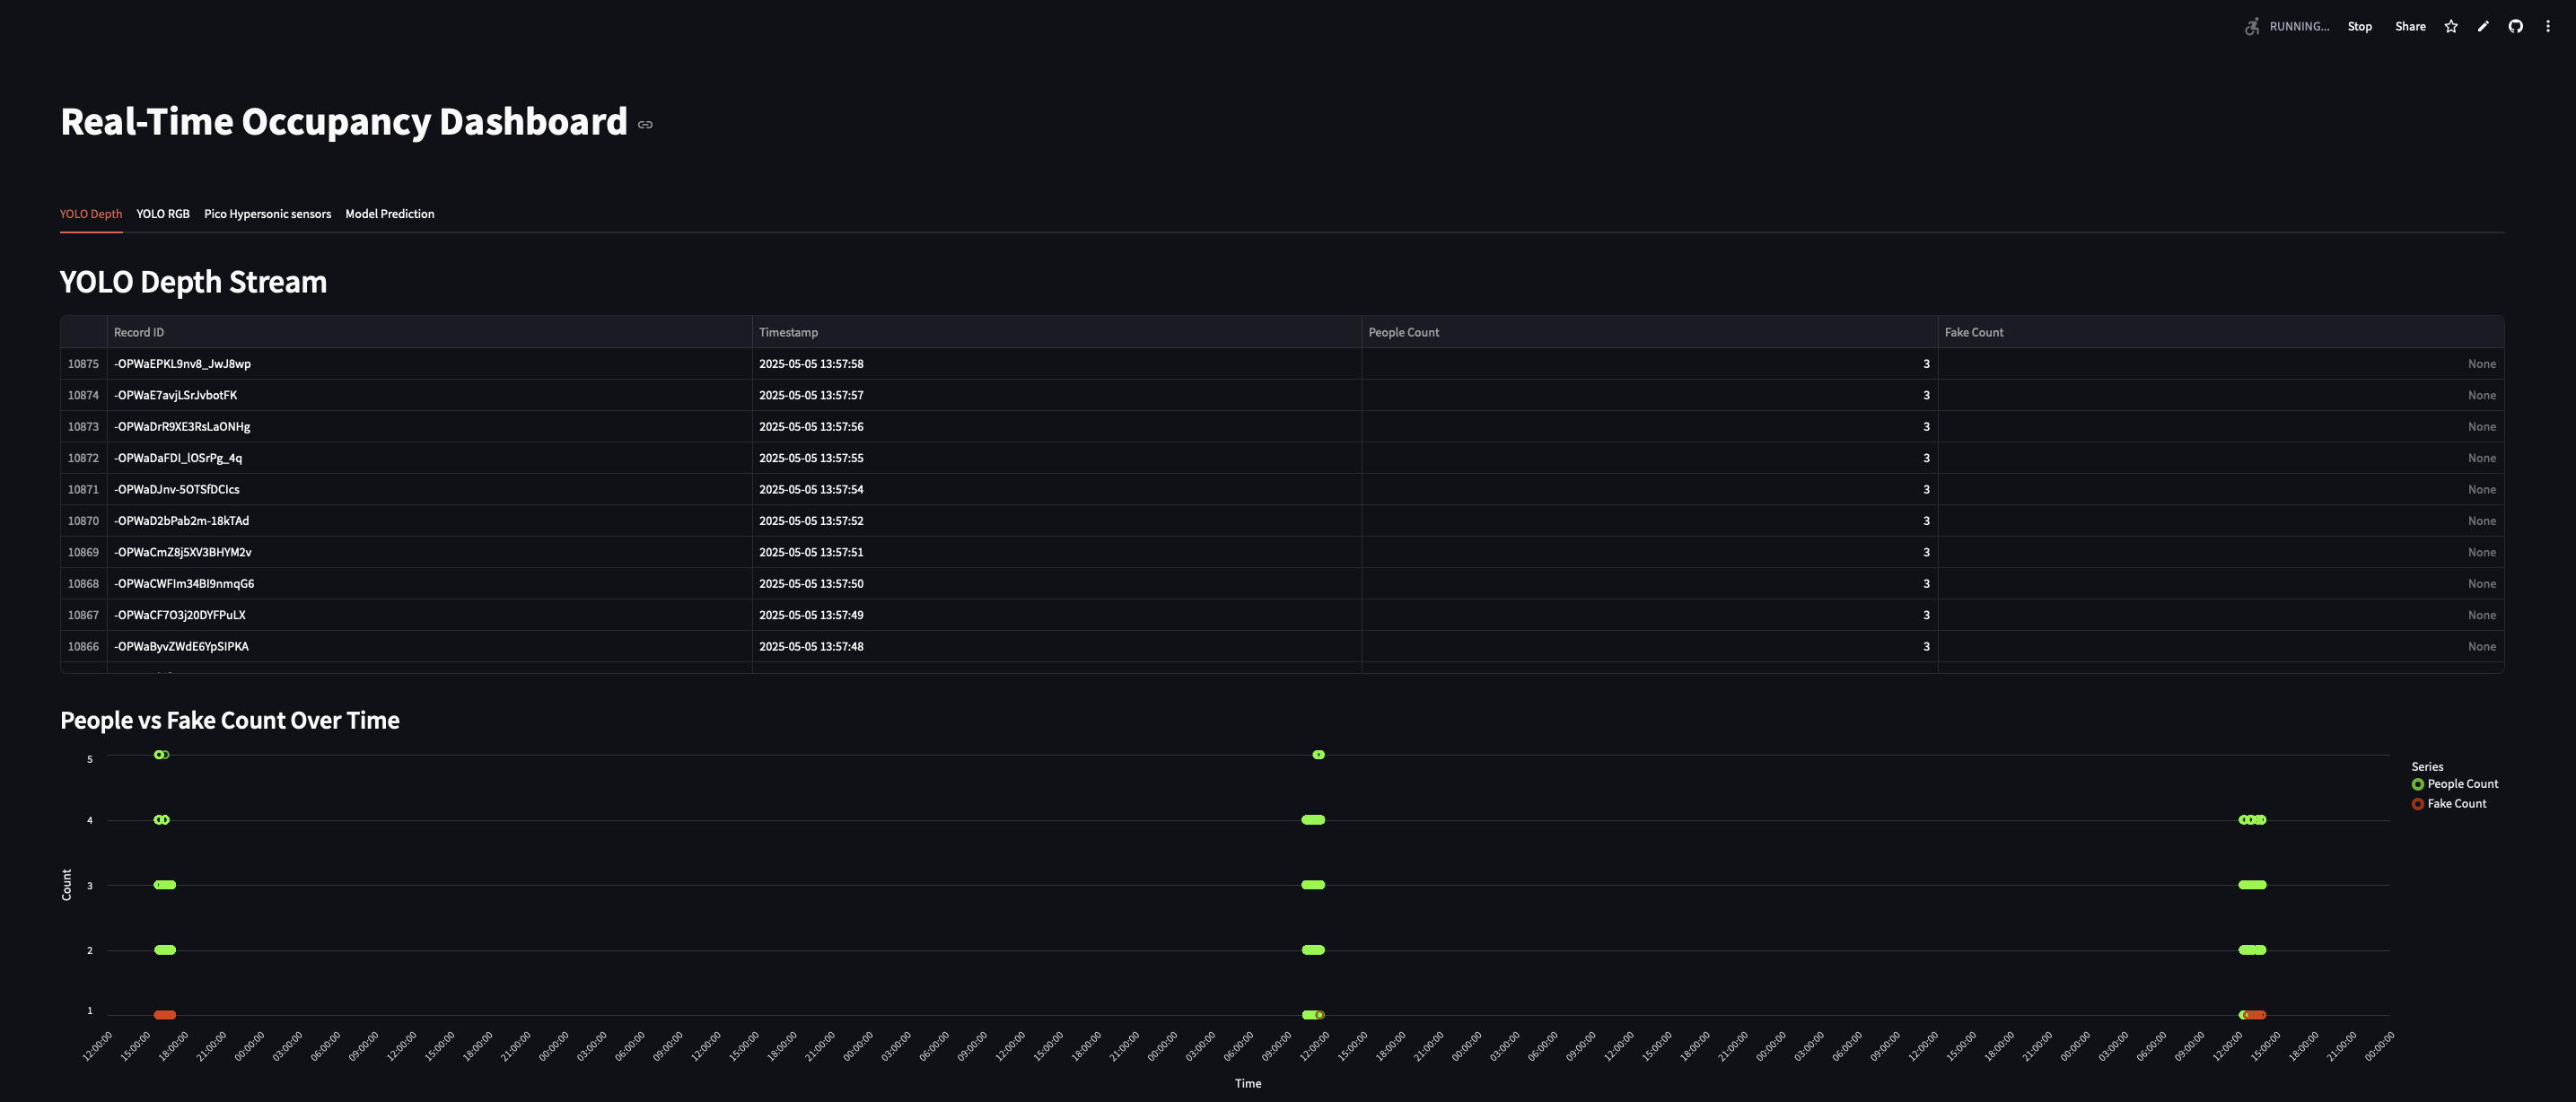 RUNNING... Stop Share
Real-Time Occupancy Dashboard
YOLO Depth YOLO RGB Pico Hypersonic sensors Model Prediction
YOLO Depth Stream
Record ID Timestamp People Count Fake Count
10875 -OPWaEPKL9nv8_JwJ8wp 2025-05-05 13:57:58 3 None
10874 -OPWaE7avjLSrJvbotFK 2025-05-05 13:57:57 3 None
10873 -OPWaDrR9XE3RsLaONHg 2025-05-05 13:57:56 3 None
10872 -OPWaDaFDI_lOSrPg_4q 2025-05-05 13:57:55 3 None
10871 -OPWaDJnv-5OTSfDCIcs 2025-05-05 13:57:54 3 None
10870 -OPWaD2bPab2m-18kTAd 2025-05-05 13:57:52 3 None
10869 -OPWaCmZ8j5XV3BHYM2v 2025-05-05 13:57:51 3 None
10868 -OPWaCWFIm34BI9nmqG6 2025-05-05 13:57:50 3 None
10867 -OPWaCF7O3j20DYFPuLX 2025-05-05 13:57:49 3 None
10866 -OPWaByvZWdE6YpSIPKA 2025-05-05 13:57:48 3 None
People vs Fake Count Over Time
5
4
3
2
1
Count
Series
People Count
Fake Count
12:00:00 15:00:00 18:00:00 21:00:00 00:00:00 03:00:00 06:00:00 09:00:00 12:00:00 15:00:00 18:00:00 21:00:00 00:00:00 03:00:00 06:00:00 09:00:00 12:00:00 15:00:00 18:00:00 21:00:00 00:00:00 03:00:00 06:00:00 09:00:00 12:00:00 15:00:00 18:00:00 21:00:00 00:00:00 03:00:00 06:00:00 09:00:00 12:00:00 15:00:00 18:00:00 21:00:00 00:00:00 03:00:00 06:00:00 09:00:00 12:00:00 15:00:00 18:00:00 21:00:00 00:00:00 03:00:00 06:00:00 09:00:00 12:00:00 15:00:00 18:00:00 21:00:00 00:00:00 03:00:00 06:00:00 09:00:00 12:00:00 15:00:00 18:00:00 21:00:00 00:00:00
Time